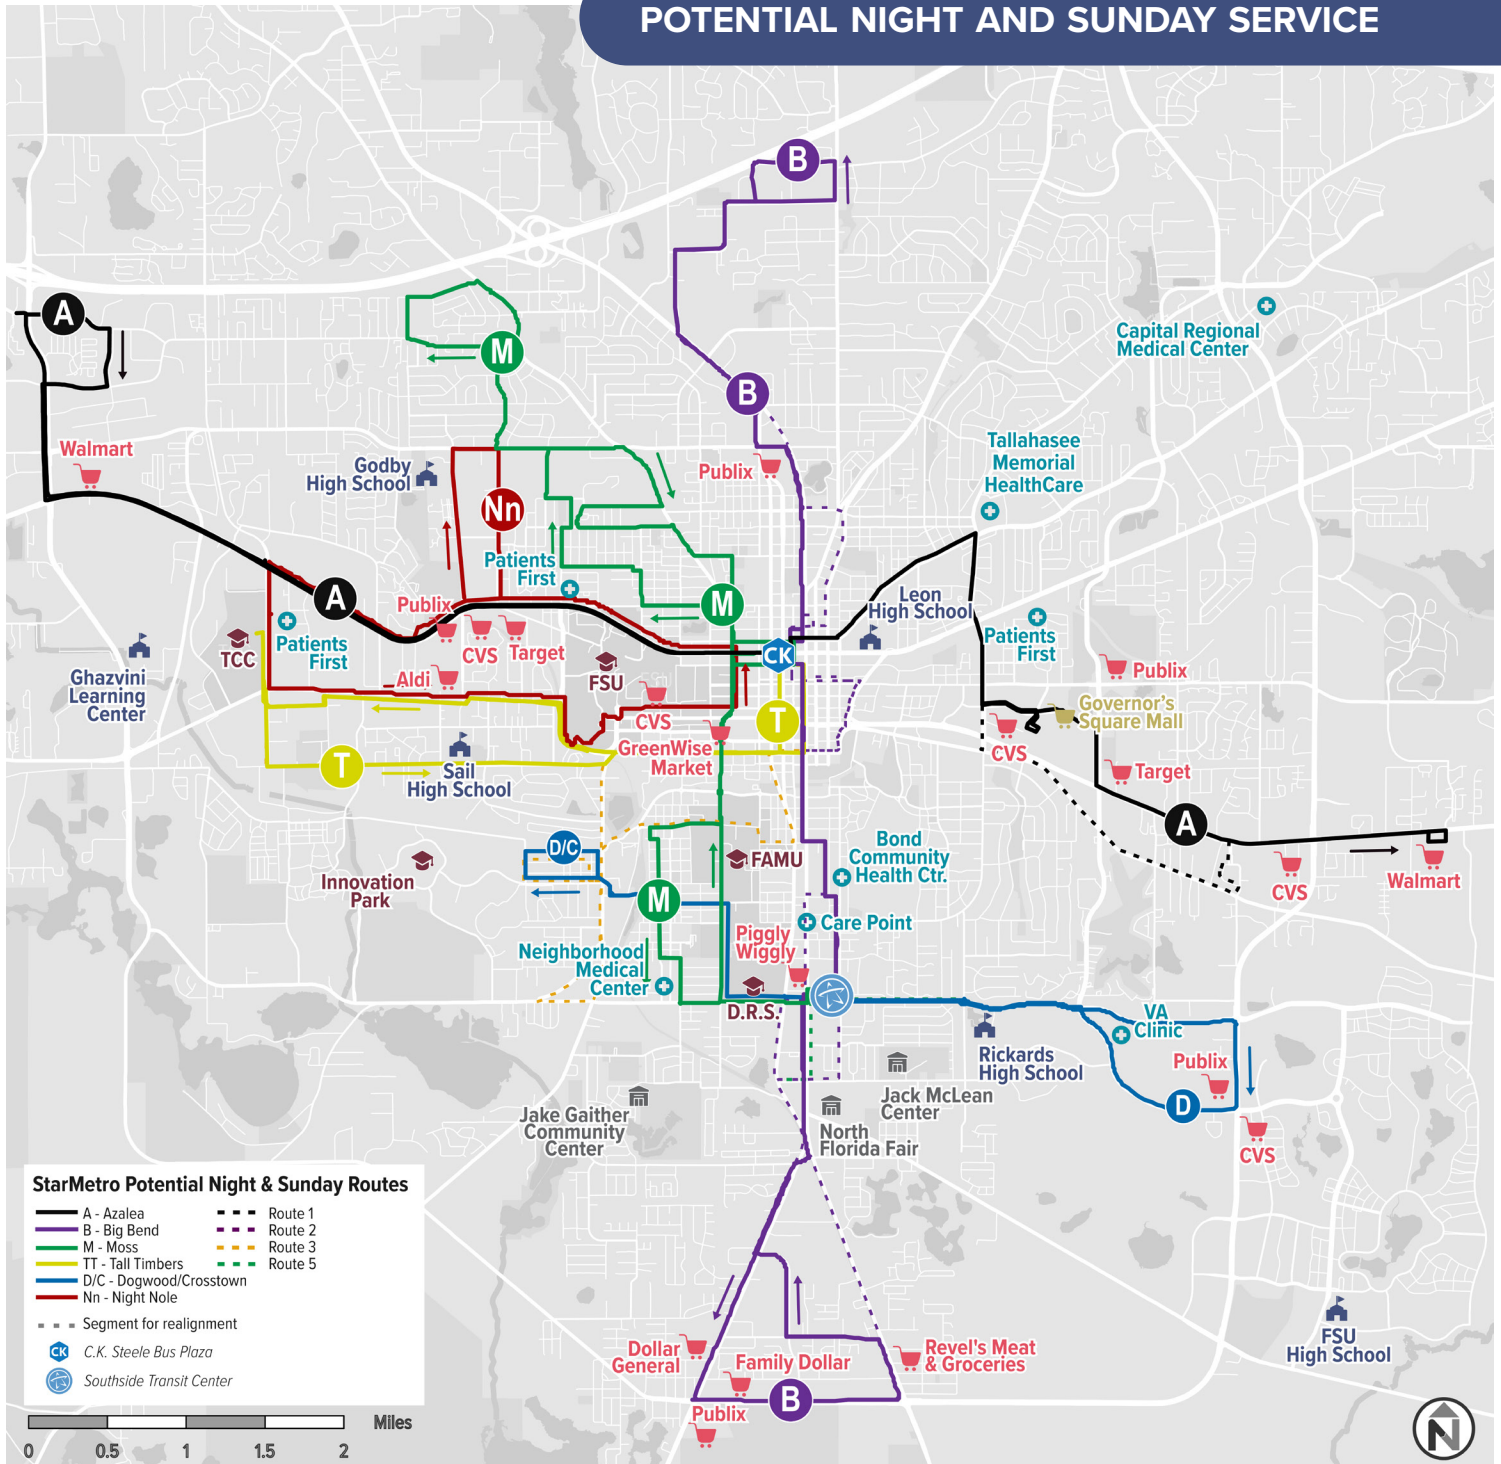 POTENTIAL NIGHT AND SUNDAY SERVICE
B
A
Capital Regional
Medical Center
M
B
Walmart
Godby
High School
Publix
Tallahasee
Memorial
HealthCare
Nn
Patients
First
A
Publix
M
Leon
High School
Patients
First
TCC
Patients
First
CVS
Target
CK
Ghazvini
Learning
Center
Aldi
FSU
Publix
CVS
T
Governor's
Square Mall
GreenWise
Market
CVS
T
Sail
High School
Target
A
D/C
FAMU
Bond
Community
Health Ctr.
Innovation
Park
CVS
Walmart
M
Care Point
Piggly
Wiggly
Neighborhood
Medical
Center
D.R.S.
VA
Clinic
Rickards
High School
Publix
D
Jake Gaither
Community
Center
Jack McLean
Center
North
Florida Fair
CVS
StarMetro Potential Night & Sunday Routes
A - Azalea
B - Big Bend
M - Moss
TT - Tall Timbers
D/C - Dogwood/Crosstown
Nn - Night Nole
Route 1
Route 2
Route 3
Route 5
Segment for realignment
CK
C.K. Steele Bus Plaza
Southside Transit Center
Miles
0 0.5 1 1.5 2
Dollar
General
Family Dollar
Revel's Meat
& Groceries
B
Publix
FSU
High School
N